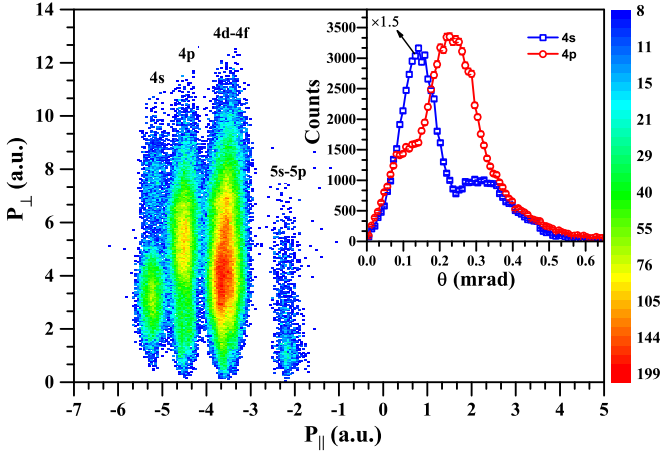 14
12
10
8
6
4
2
0
P⊥ (a.u.)
4s
4p
4d-4f
5s-5p
-7 -6 -5 -4 -3 -2 -1 0 1 2 3 4 5
P|| (a.u.)
×1.5
4s
4p
3500
3000
2500
2000
1500
1000
500
0
Counts
0.0 0.1 0.2 0.3 0.4 0.5 0.6
θ (mrad)
8
11
15
21
29
40
55
76
105
144
199